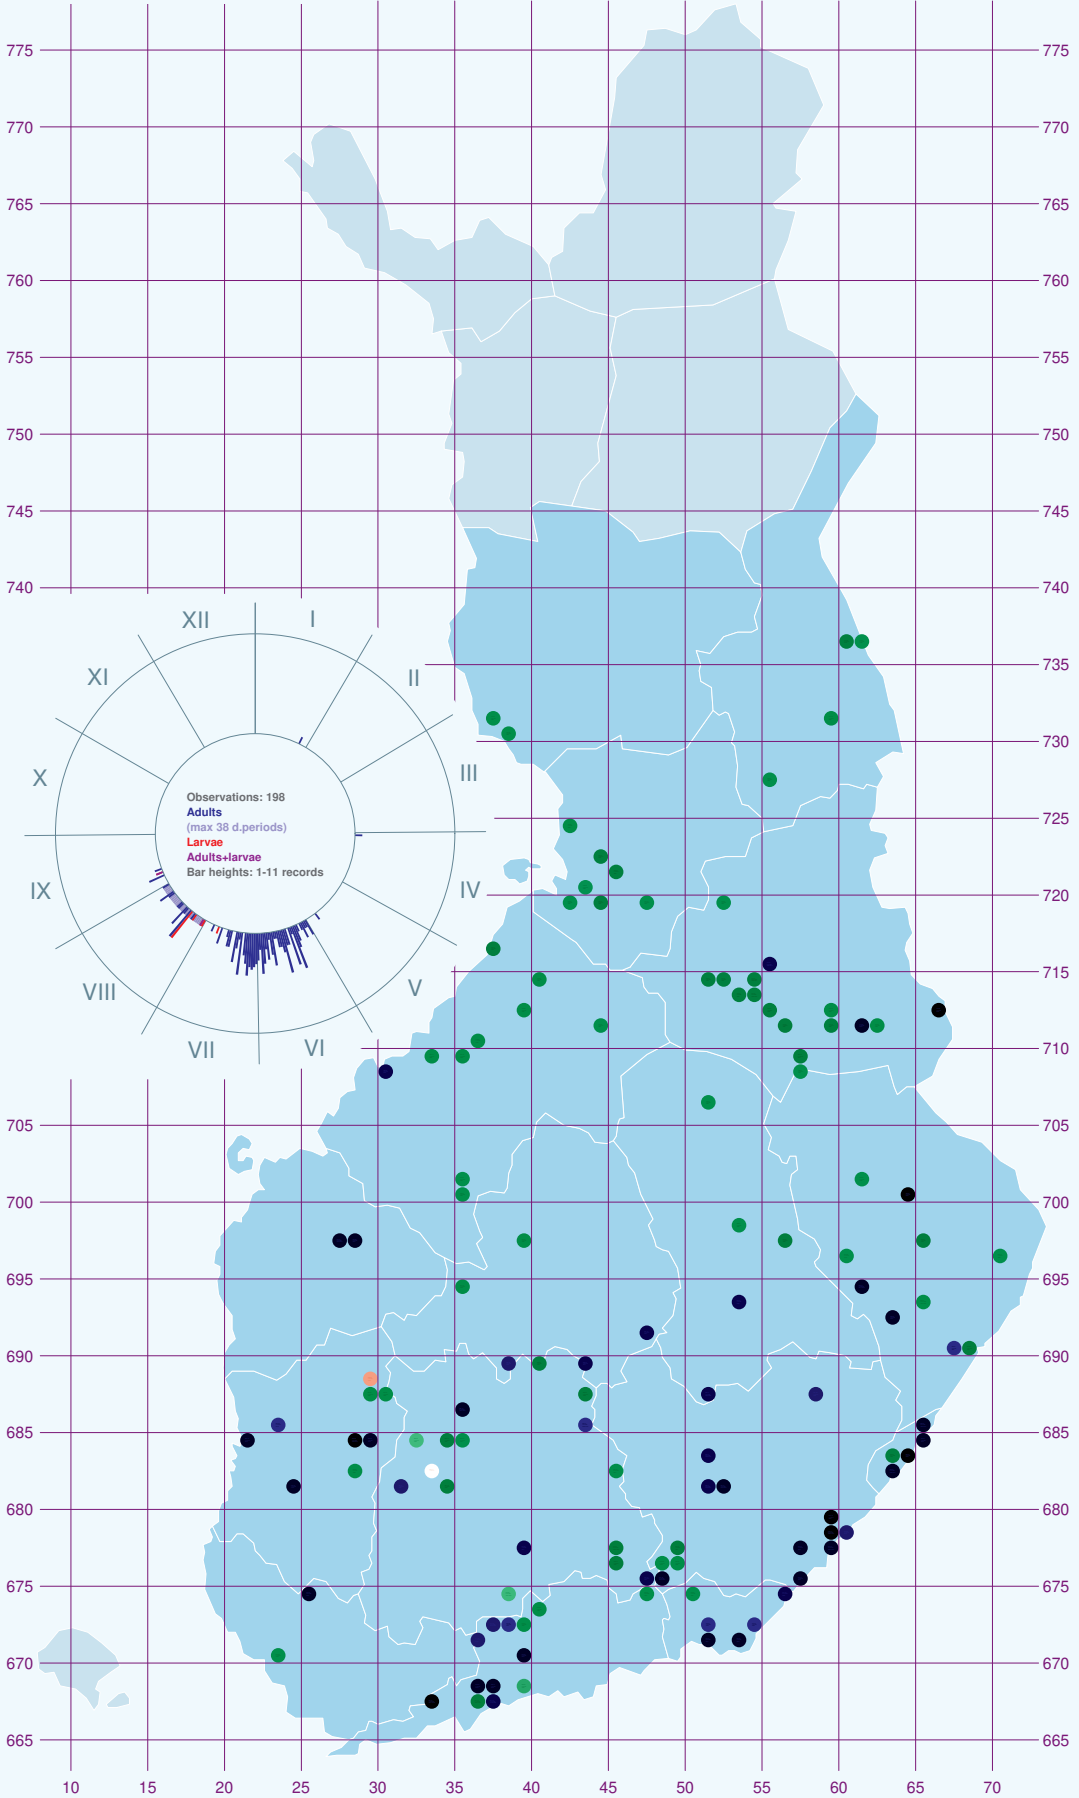 775 775
770 770
765 765
760 760
755 755
750 750
745 745
740 740
XII I
XI II
735 735
730 730
X III
Observations: 198
Adults
(max 38 d.periods)
Larvae
Adults+larvae
Bar heights: 1-11 records
725 725
IX IV
720 720
VIII V
715 715
VII VI
710 710
705 705
700 700
695 695
690 690
685 685
680 680
675 675
670 670
665 665
10 15 20 25 30 35 40 45 50 55 60 65 70